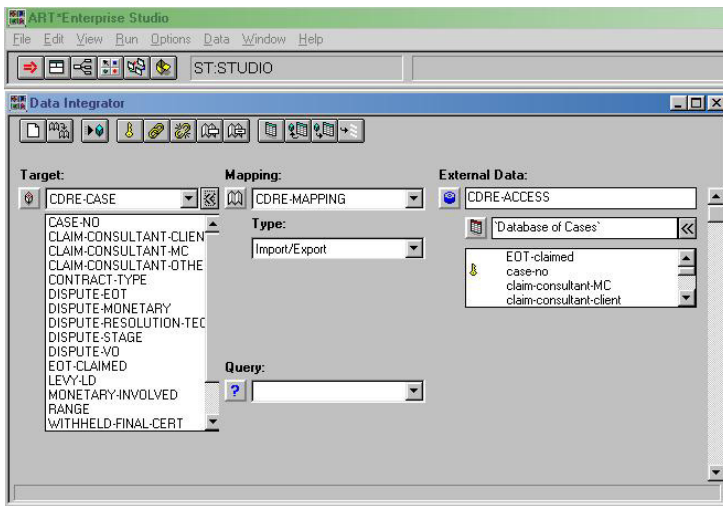 ART*Enterprise Studio
File Edit View Run Options Data Window Help
ST:STUDIO
Data Integrator
Target:
Mapping:
External Data:
CDRE-CASE
CDRE-MAPPING
CDRE-ACCESS
CASE-NO
CLAIM-CONSULTANT-CLIEN
CLAIM-CONSULTANT-MC
CLAIM-CONSULTANT-OTHE
CONTRACT-TYPE
DISPUTE-EOT
DISPUTE-MONETARY
DISPUTE-RESOLUTION-TEC
DISPUTE-STAGE
DISPUTE-VO
EOT-CLAIMED
LEVY-LD
MONETARY-INVOLVED
RANGE
WITHHELD-FINAL-CERT
Type:
Import/Export
Query:
?
`Database of Cases`
EOT-claimed
case-no
claim-consultant-MC
claim-consultant-client